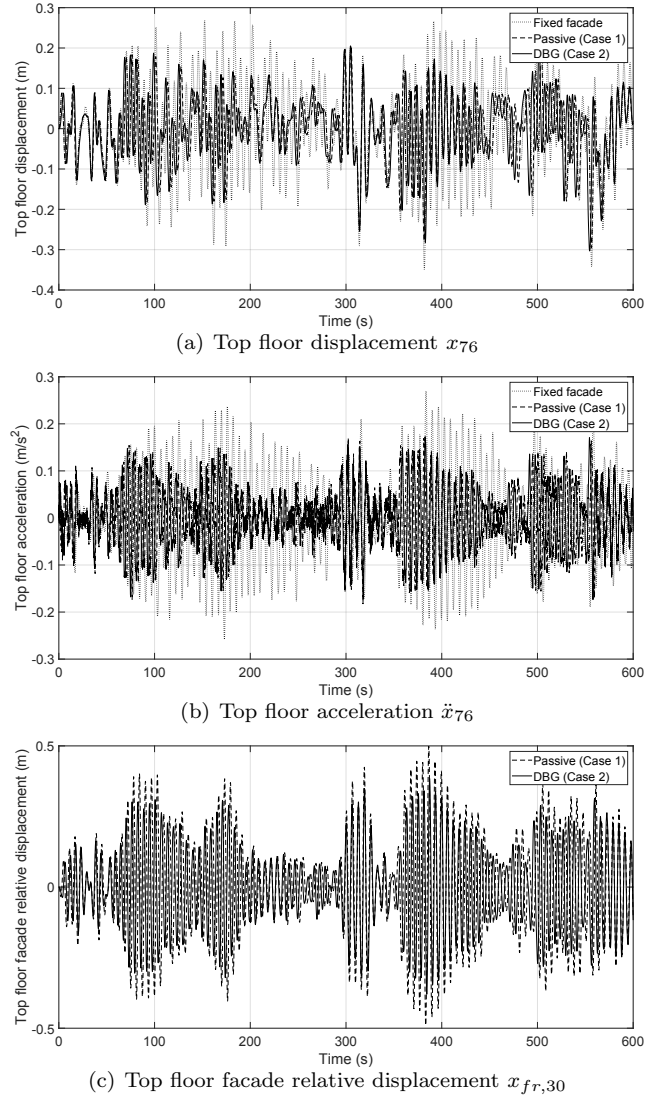 0.3
0.2
0.1
0
-0.1
-0.2
-0.3
-0.4
Top floor displacement (m)
Fixed facade
Passive (Case 1)
DBG (Case 2)
0 100 200 300 400 500 600
Time (s)
(a) Top floor displacement x76
0.3
0.2
0.1
0
-0.1
-0.2
-0.3
Top floor acceleration (m/s²)
Fixed facade
Passive (Case 1)
DBG (Case 2)
0 100 200 300 400 500 600
Time (s)
(b) Top floor acceleration ẍ76
0.5
0
-0.5
Top floor facade relative displacement (m)
Passive (Case 1)
DBG (Case 2)
0 100 200 300 400 500 600
Time (s)
(c) Top floor facade relative displacement xfr,30